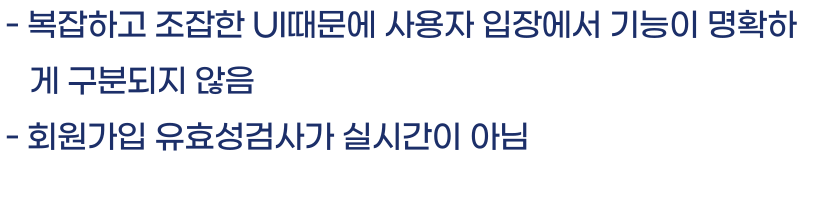 - 복잡하고 조잡한 UI때문에 사용자 입장에서 기능이 명확하
게 구분되지 않음
- 회원가입 유효성검사가 실시간이 아님